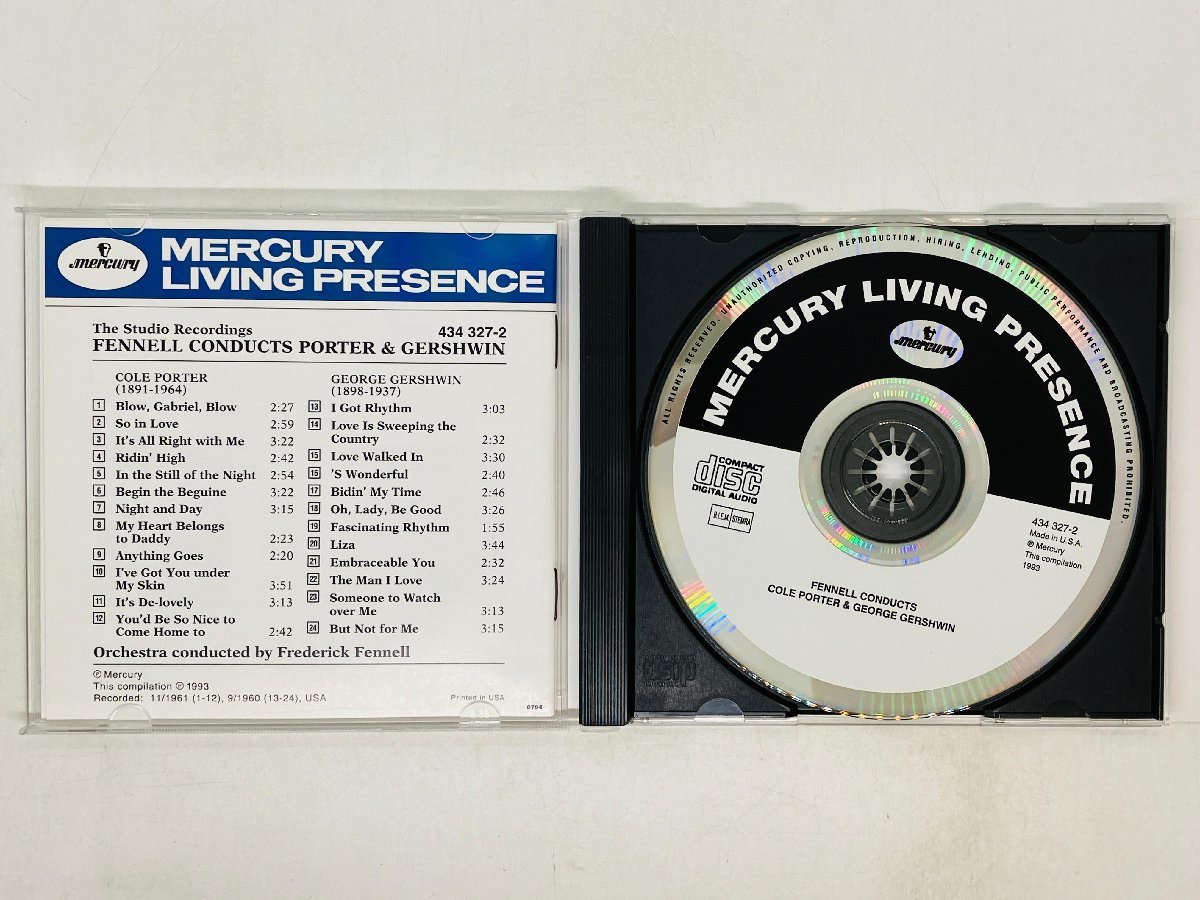 mercury
MERCURY
LIVING PRESENCE
The Studio Recordings 434 327-2
FENNELL CONDUCTS PORTER & GERSHWIN
COLE PORTER
(1891-1964)
1 Blow, Gabriel, Blow 2:27
2 So in Love 2:59
3 It's All Right with Me 3:22
4 Ridin' High 2:42
5 In the Still of the Night 2:54
6 Begin the Beguine 3:22
7 Night and Day 3:15
8 My Heart Belongs
to Daddy 2:23
9 Anything Goes 2:20
10 I've Got You under
My Skin 3:51
11 It's De-lovely 3:13
12 You'd Be So Nice to
Come Home to 2:42
GEORGE GERSHWIN
(1898-1937)
13 I Got Rhythm 3:03
14 Love Is Sweeping the
Country 2:32
15 Love Walked In 3:30
16 'S Wonderful 2:40
17 Bidin' My Time 2:46
18 Oh, Lady, Be Good 3:26
19 Fascinating Rhythm 1:55
20 Liza 3:44
21 Embraceable You 2:32
22 The Man I Love 3:24
23 Someone to Watch
over Me 3:13
24 But Not for Me 3:15
Orchestra conducted by Frederick Fennell
℗ Mercury
This compilation ℗ 1993
Recorded: 11/1961 (1-12), 9/1960 (13-24), USA
Printed in USA
0794
ALL RIGHTS RESERVED. UNAUTHORIZED COPYING, REPRODUCTION, HIRING, LENDING, PUBLIC PERFORMANCE AND BROADCASTING PROHIBITED.
MERCURY LIVING PRESENCE
mercury
COMPACT
disc
DIGITAL AUDIO
B.I.E.M. STEMRA
434 327-2
Made in U.S.A.
℗ Mercury
This compilation
1993
FENNELL CONDUCTS
COLE PORTER & GEORGE GERSHWIN